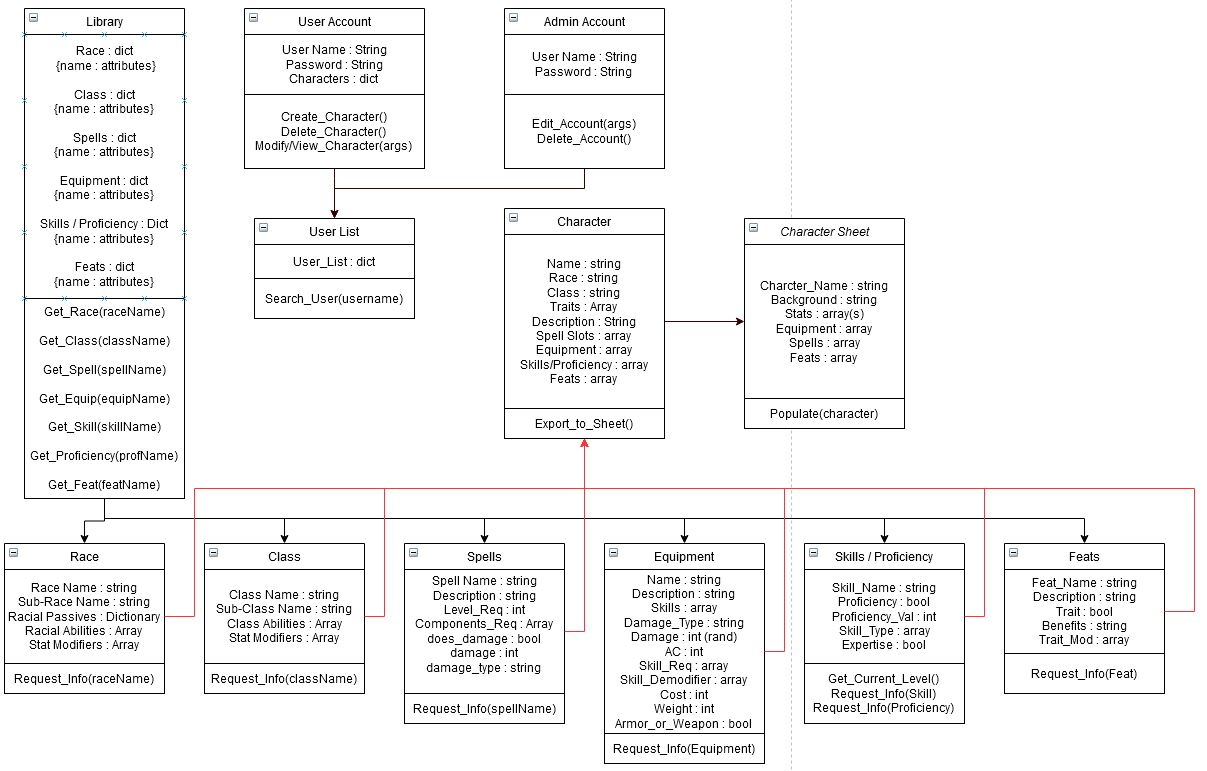 Library
Race : dict
{name : attributes}
Class : dict
{name : attributes}
Spells : dict
{name : attributes}
Equipment : dict
{name : attributes}
Skills / Proficiency : Dict
{name : attributes}
Feats : dict
{name : attributes}
Get_Race(raceName)
Get_Class(className)
Get_Spell(spellName)
Get_Equip(equipName)
Get_Skill(skillName)
Get_Proficiency(profName)
Get_Feat(featName)
User Account
User Name : String
Password : String
Characters : dict
Create_Character()
Delete_Character()
Modify/View_Character(args)
Admin Account
User Name : String
Password : String
Edit_Account(args)
Delete_Account()
User List
User_List : dict
Search_User(username)
Character
Name : string
Race : string
Class : string
Traits : Array
Description : String
Spell Slots : array
Equipment : array
Skills/Proficiency : array
Feats : array
Export_to_Sheet()
Character Sheet
Charcter_Name : string
Background : string
Stats : array(s)
Equipment : array
Spells : array
Feats : array
Populate(character)
Race
Race Name : string
Sub-Race Name : string
Racial Passives : Dictionary
Racial Abilities : Array
Stat Modifiers : Array
Request_Info(raceName)
Class
Class Name : string
Sub-Class Name : string
Class Abilities : Array
Stat Modifiers : Array
Request_Info(className)
Spells
Spell Name : string
Description : string
Level_Req : int
Components_Req : Array
does_damage : bool
damage : int
damage_type : string
Request_Info(spellName)
Equipment
Name : string
Description : string
Skills : array
Damage_Type : string
Damage : int (rand)
AC : int
Skill_Req : array
Skill_Demodifier : array
Cost : int
Weight : int
Armor_or_Weapon : bool
Request_Info(Equipment)
Skills / Proficiency
Skill_Name : string
Proficiency : bool
Proficiency_Val : int
Skill_Type : array
Expertise : bool
Get_Current_Level()
Request_Info(Skill)
Request_Info(Proficiency)
Feats
Feat_Name : string
Description : string
Trait : bool
Benefits : string
Trait_Mod : array
Request_Info(Feat)